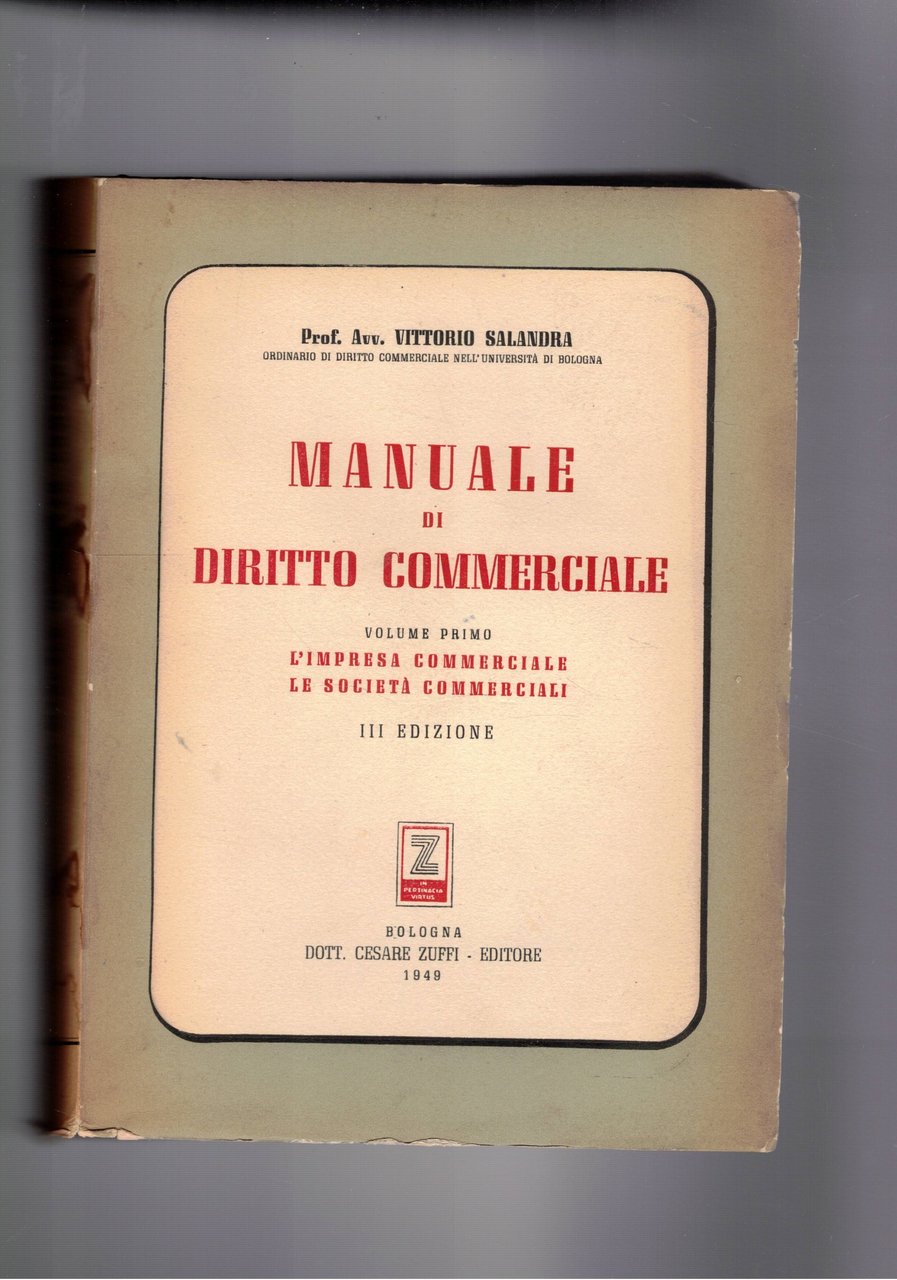 Prof. Avv. VITTORIO SALANDRA
ORDINARIO DI DIRITTO COMMERCIALE NELL'UNIVERSITÀ DI BOLOGNA
MANUALE
DI
DIRITTO COMMERCIALE
VOLUME PRIMO
L'IMPRESA COMMERCIALE
LE SOCIETÀ COMMERCIALI
III EDIZIONE
Z
IN
PERTINACIA
VIRTUS
BOLOGNA
DOTT. CESARE ZUFFI - EDITORE
1949